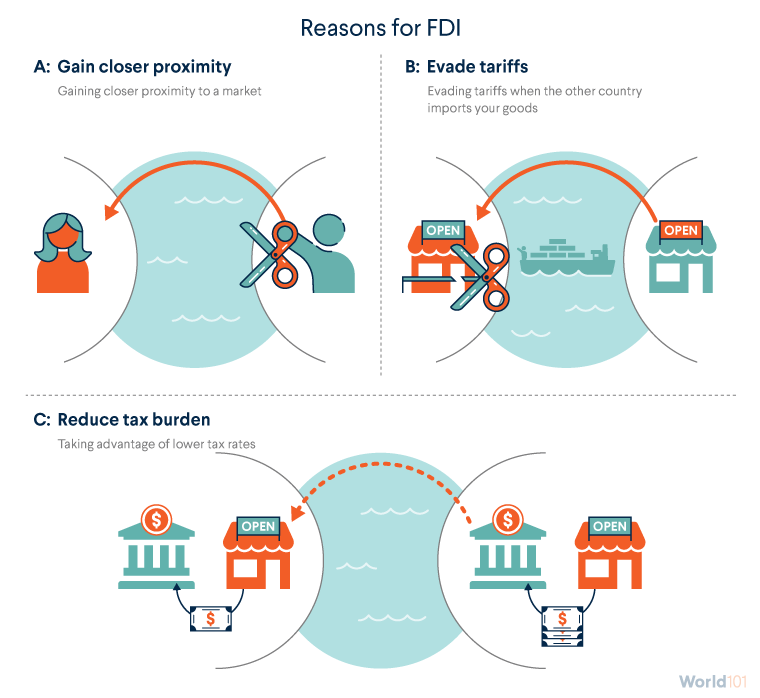 Reasons for FDI
A: Gain closer proximity
Gaining closer proximity to a market
B: Evade tariffs
Evading tariffs when the other country
imports your goods
OPEN
OPEN
C: Reduce tax burden
Taking advantage of lower tax rates
$
OPEN
$
OPEN
$
$
World101